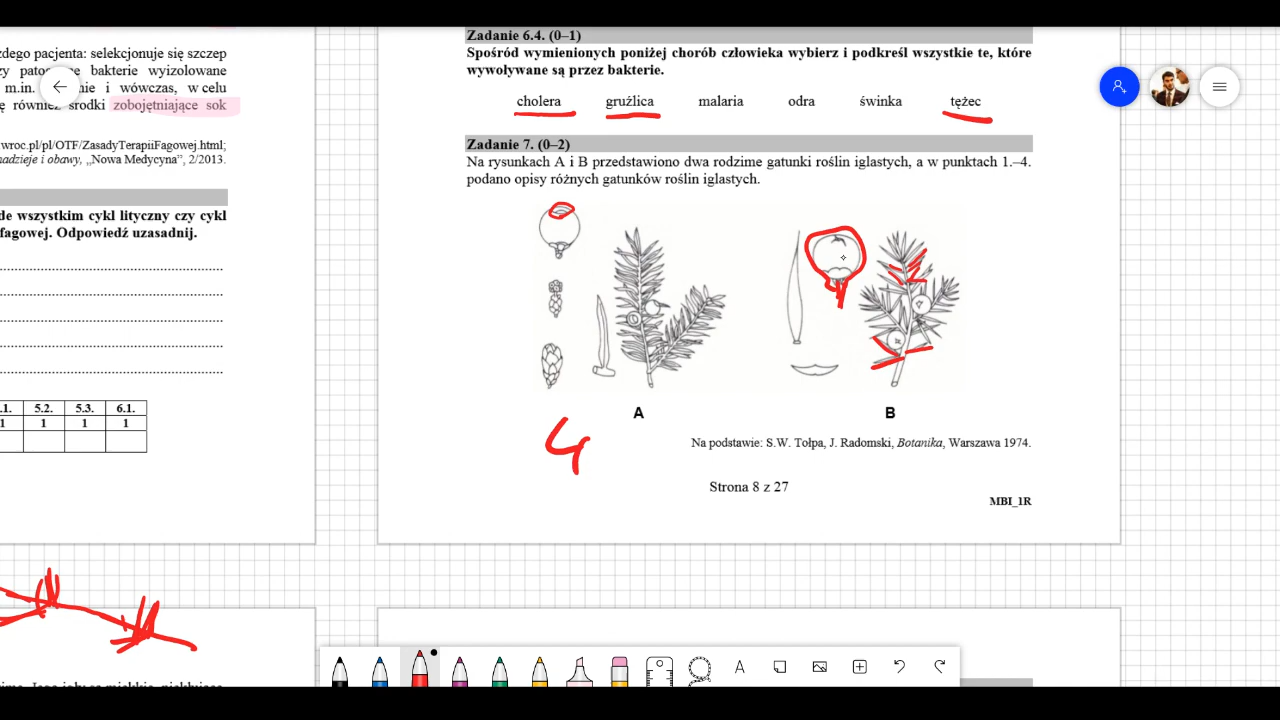 żdego pacjenta: selekcjonuje się szczep
bakterie wyizolowane
m.in.
i wówczas, w celu
ę również środki zobojętniające sok
wroc.pl/pl/OTF/ZasadyTerapiiFagowej.html;
nadzieje i obawy, „Nowa Medycyna”, 2/2013.
de wszystkim cykl lityczny czy cykl
fagowej. Odpowiedź uzasadnij.
.1. 5.2. 5.3. 6.1.
1 1 1 1
Zadanie 6.4. (0–1)
Spośród wymienionych poniżej chorób człowieka wybierz i podkreśl wszystkie te, które
wywoływane są przez bakterie.
cholera gruźlica malaria odra świnka tężec
Zadanie 7. (0–2)
Na rysunkach A i B przedstawiono dwa rodzime gatunki roślin iglastych, a w punktach 1.–4.
podano opisy różnych gatunków roślin iglastych.
A B
4
Na podstawie: S.W. Tołpa, J. Radomski, Botanika, Warszawa 1974.
Strona 8 z 27
MBI_1R
A